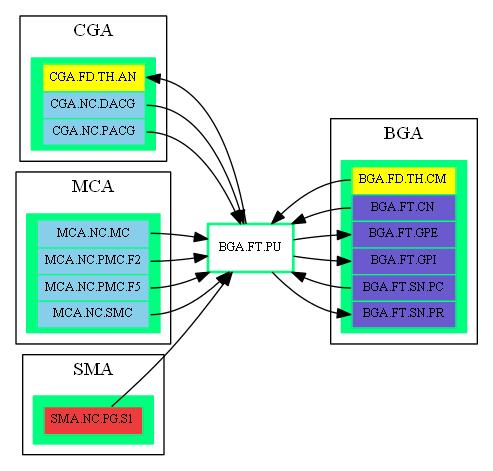 CGA
CGA.FD.TH.AN
CGA.NC.DACG
CGA.NC.PACG
MCA
MCA.NC.MC
MCA.NC.PMC.F2
MCA.NC.PMC.F5
MCA.NC.SMC
SMA
SMA.NC.PG.S1
BGA.FT.PU
BGA
BGA.FD.TH.CM
BGA.FT.CN
BGA.FT.GPE
BGA.FT.GPI
BGA.FT.SN.PC
BGA.FT.SN.PR